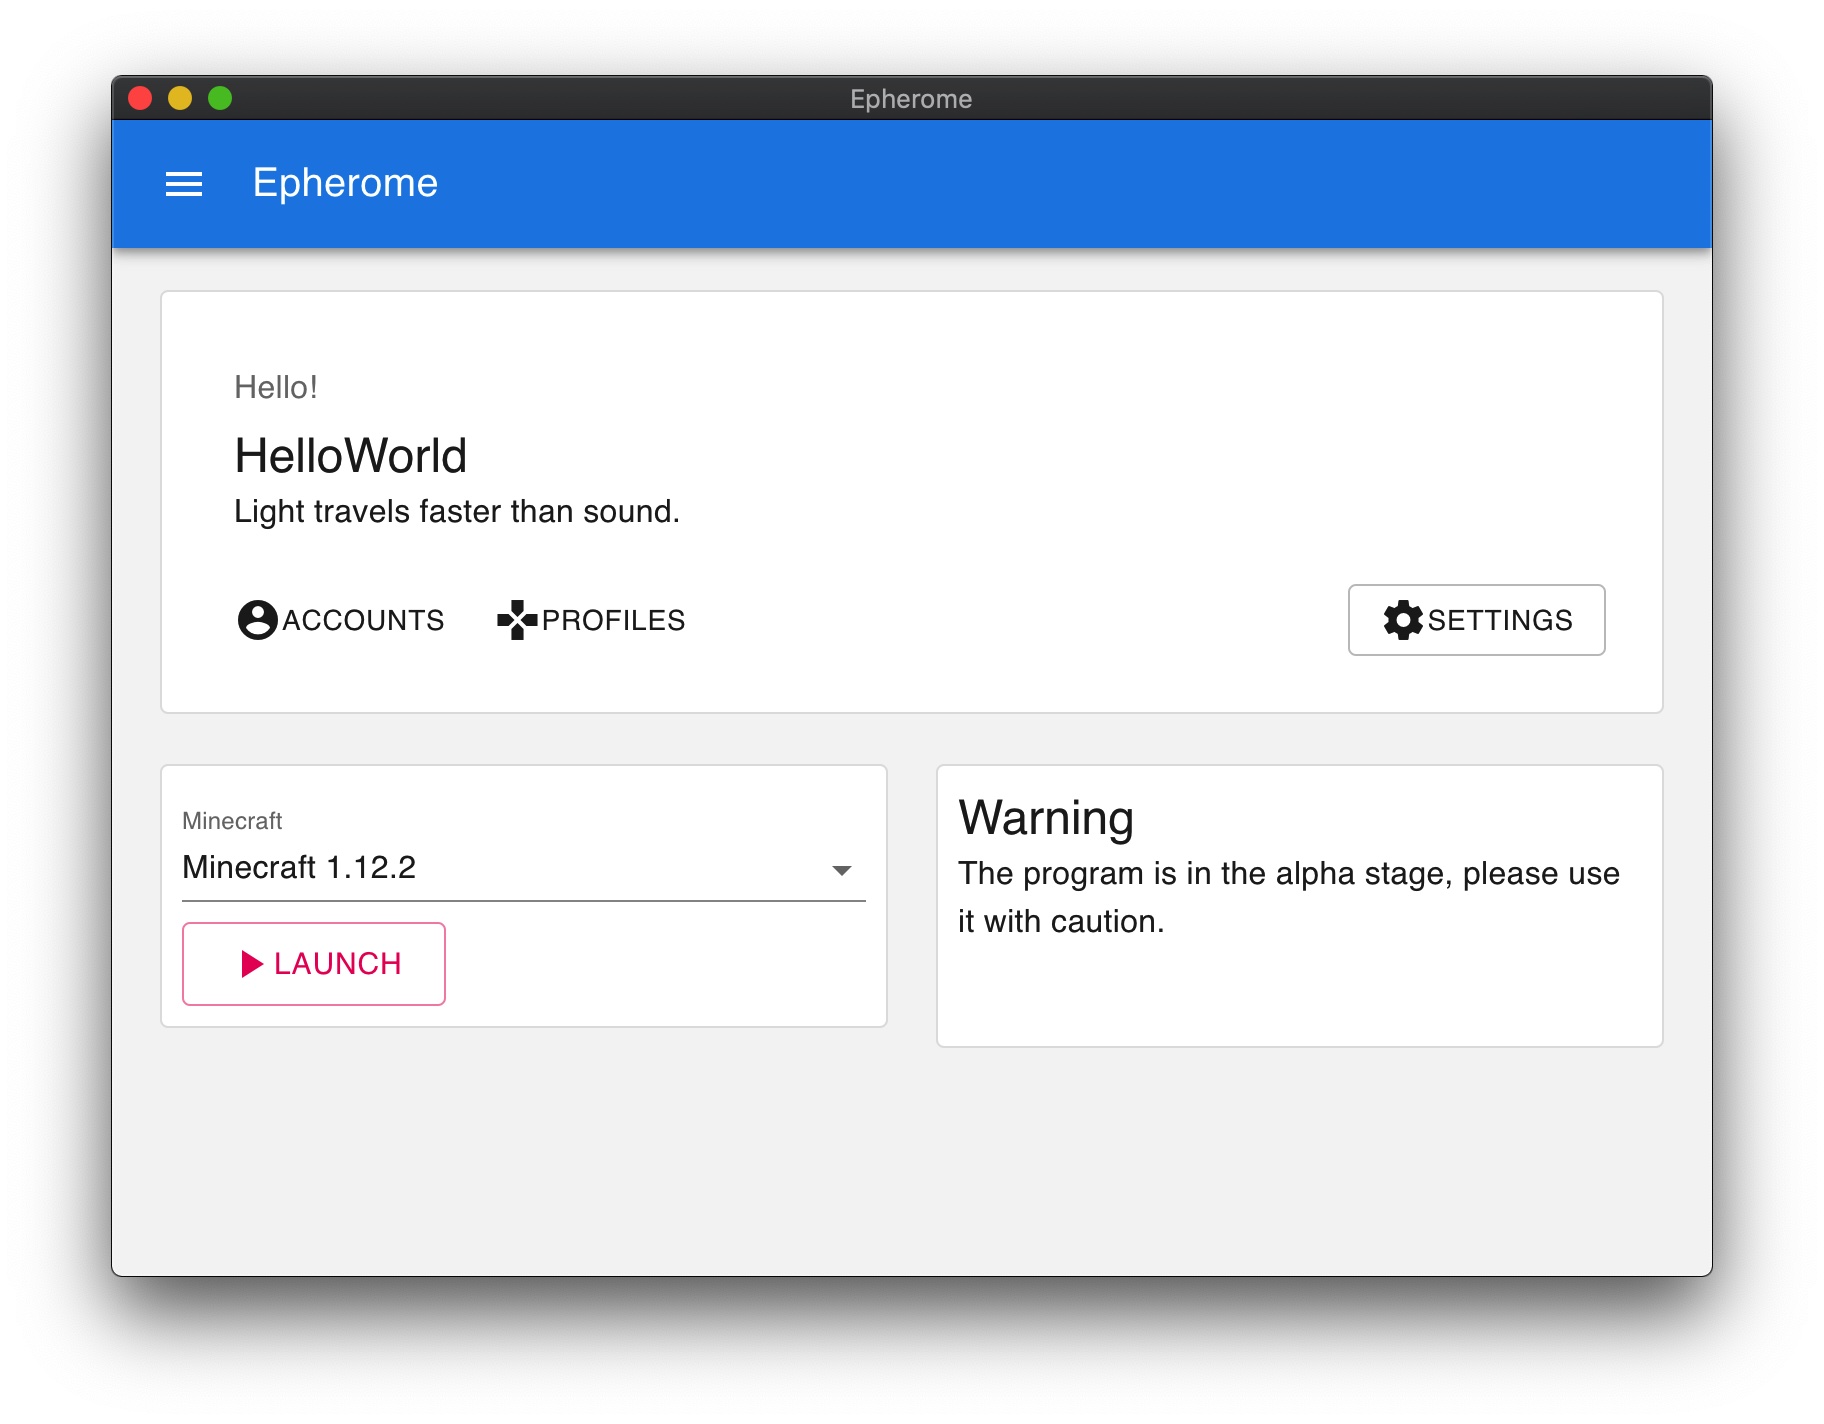 Epherome
Epherome
Hello!
HelloWorld
Light travels faster than sound.
ACCOUNTS
PROFILES
SETTINGS
Minecraft
Minecraft 1.12.2
LAUNCH
Warning
The program is in the alpha stage, please use
it with caution.